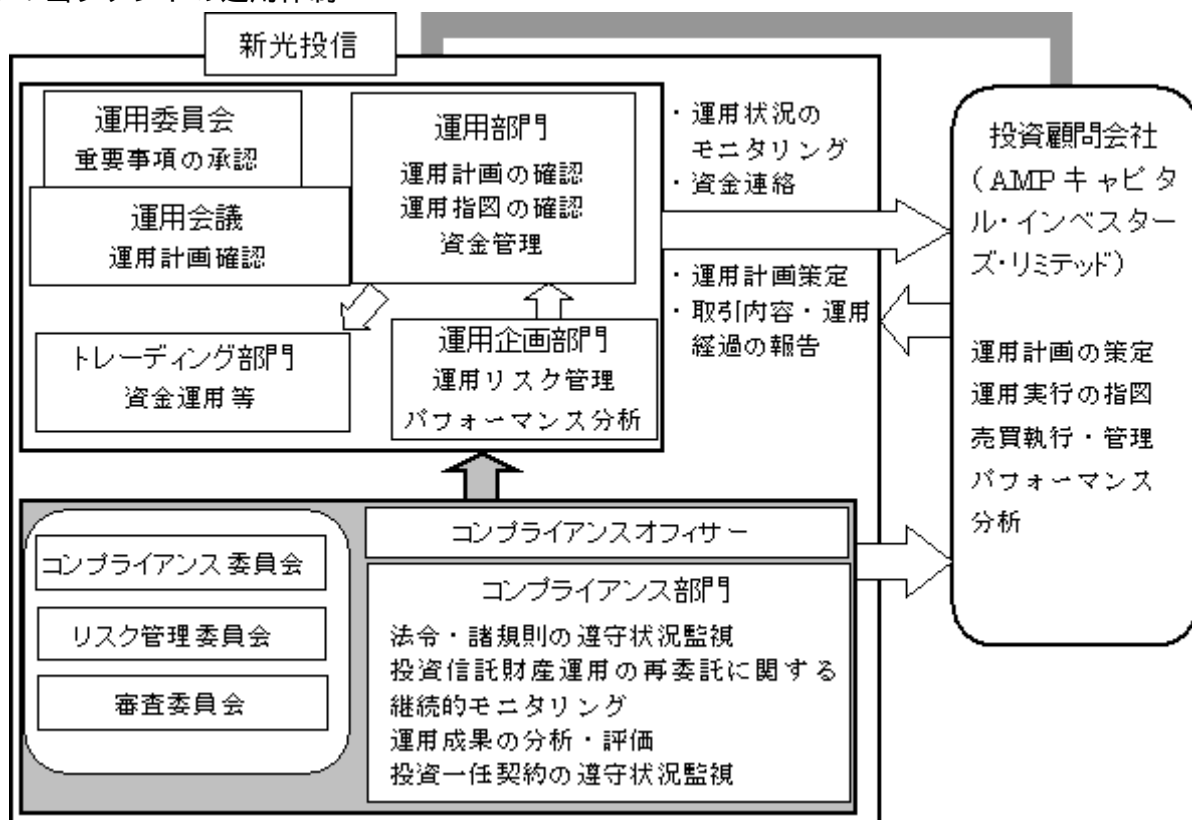 新光投信
運用委員会
重要事項の承認
運用会議
運用計画確認
運用部門
運用計画の確認
運用指図の確認
資金管理
トレーディング部門
資金運用等
運用企画部門
運用リスク管理
パフォーマンス分析
・運用状況の
モニタリング
・資金連絡
・運用計画策定
・取引内容・運用
経過の報告
投資顧問会社
(AMPキャピタ
ル・インベスター
ズ・リミテッド)
運用計画の策定
運用実行の指図
売買執行・管理
パフォーマンス
分析
コンプライアンス委員会
リスク管理委員会
審査委員会
コンプライアンスオフィサー
コンプライアンス部門
法令・諸規則の遵守状況監視
投資信託財産運用の再委託に関する
継続的モニタリング
運用成果の分析・評価
投資一任契約の遵守状況監視